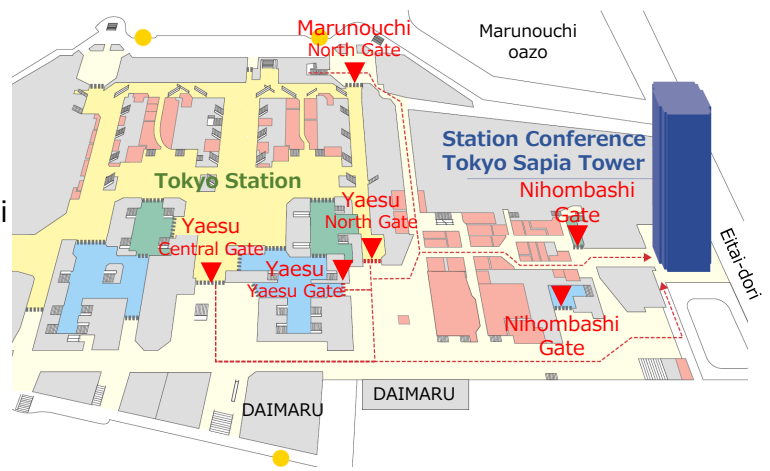 Marunouchi
North Gate
Marunouchi
oazo
Station Conference
Tokyo Sapia Tower
Tokyo Station
Nihombashi
Gate
i
Yaesu
North Gate
Yaesu
Central Gate
Yaesu
Yaesu Gate
Eitai-dori
Nihombashi
Gate
DAIMARU
DAIMARU